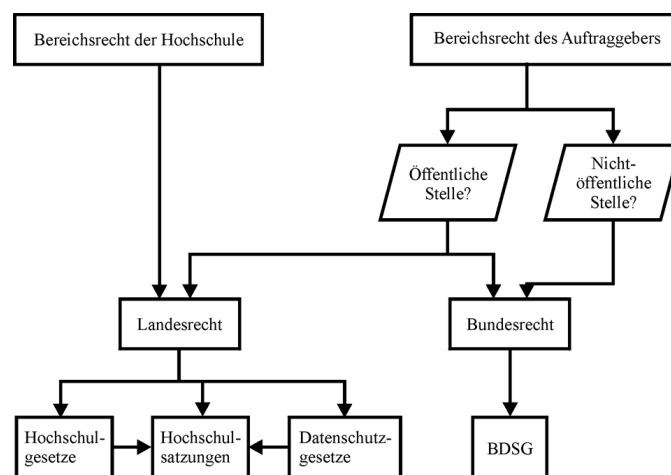 Bereichsrecht der Hochschule
Bereichsrecht des Auftraggebers
Öffentliche
Stelle?
Nicht-
öffentliche
Stelle?
Landesrecht
Bundesrecht
Hochschul-
gesetze
Hochschul-
satzungen
Datenschutz-
gesetze
BDSG